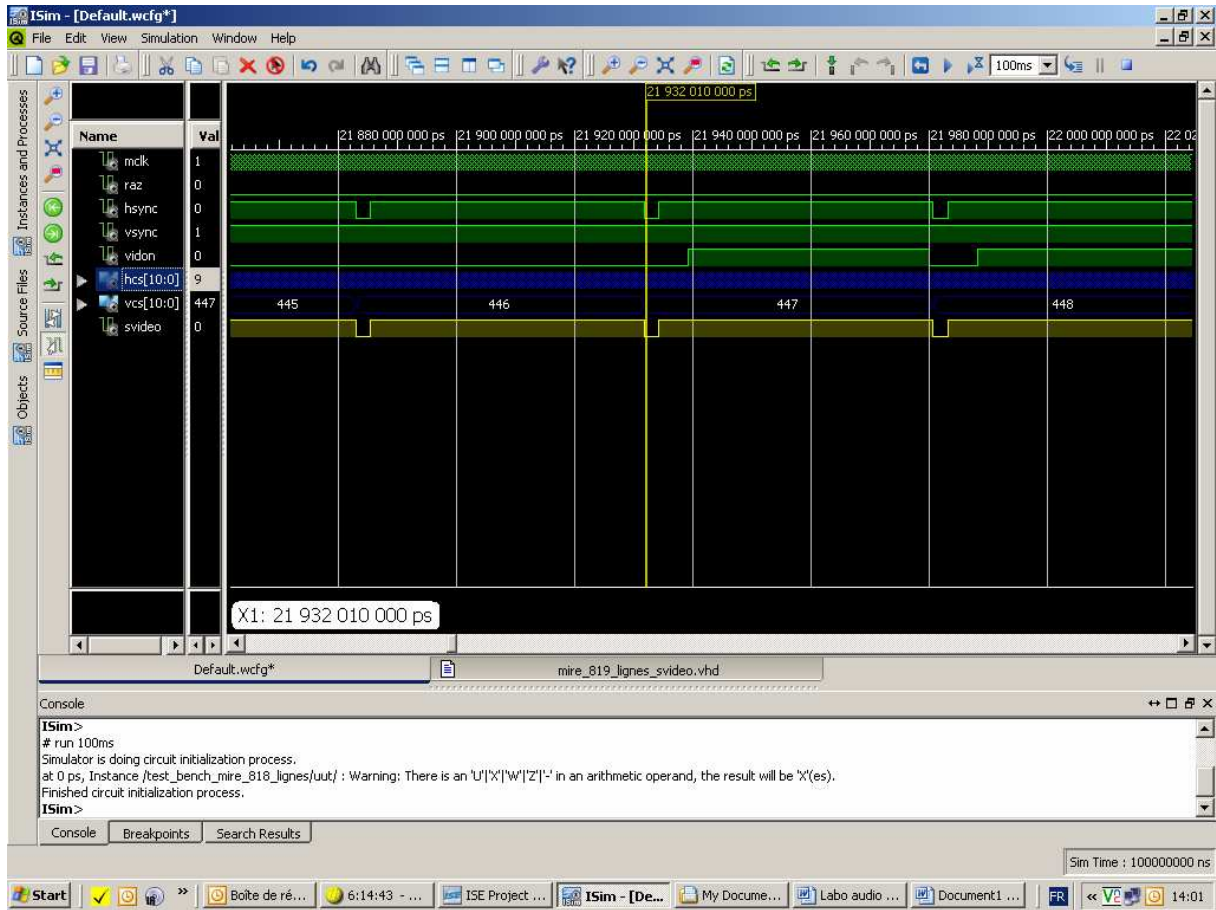 ISim - [Default.wcfg*]
File Edit View Simulation Window Help
100ms
21 932 010 000 ps
Name Val
21 880 000 000 ps 21 900 000 000 ps 21 920 000 000 ps 21 940 000 000 ps 21 960 000 000 ps 21 980 000 000 ps 22 000 000 000 ps 22 02
mclk 1
raz 0
hsync 0
vsync 1
vidon 0
hcs[10:0] 9
vcs[10:0] 447 445 446 447 448
svideo 0
Instances and Processes
Source Files
Objects
X1: 21 932 010 000 ps
Default.wcfg* mire_819_lignes_svideo.vhd
Console
ISim>
# run 100ms
Simulator is doing circuit initialization process.
at 0 ps, Instance /test_bench_mire_818_lignes/uut/ : Warning: There is an 'U'|'X'|'W'|'Z'|'-' in an arithmetic operand, the result will be 'X'(es).
Finished circuit initialization process.
ISim>
Console Breakpoints Search Results
Sim Time : 100000000 ns
Start » Boîte de ré... 6:14:43 - ... ISE Project ... ISim - [De... My Docume... Labo audio ... Document1 ... FR « 14:01